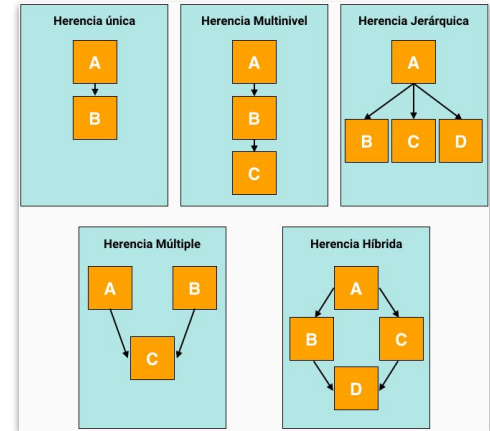 Herencia única
A
B
Herencia Multinivel
A
B
C
Herencia Jerárquica
A
B C D
Herencia Múltiple
A B
C
Herencia Híbrida
A
B C
D